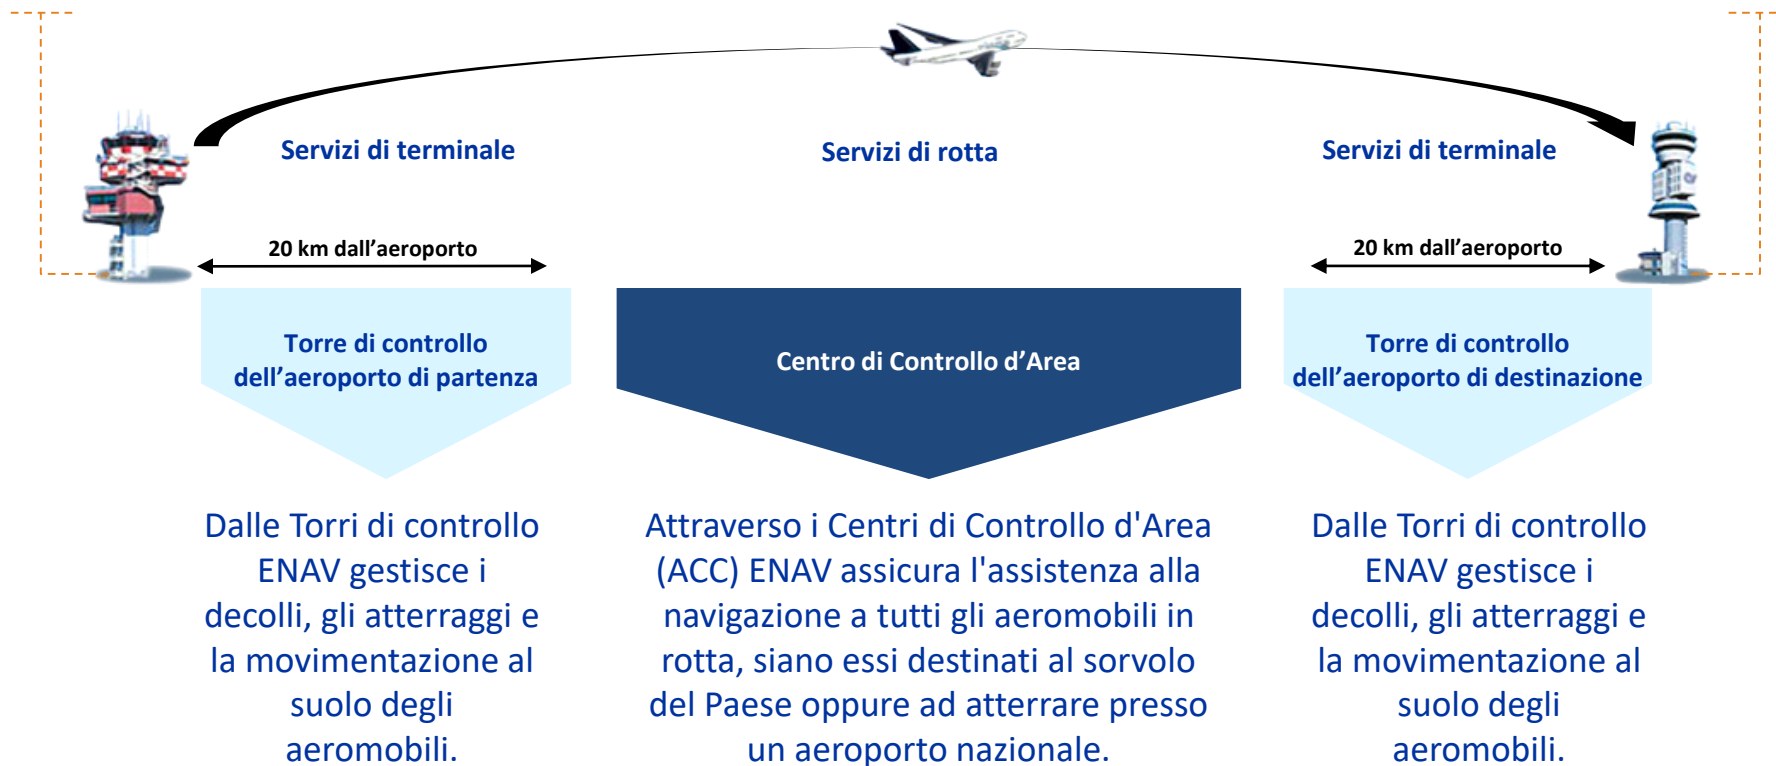 Servizi di terminale
Servizi di rotta
Servizi di terminale
20 km dall’aeroporto
20 km dall’aeroporto
Torre di controllo
dell’aeroporto di partenza
Centro di Controllo d’Area
Torre di controllo
dell’aeroporto di destinazione
Dalle Torri di controllo
ENAV gestisce i
decolli, gli atterraggi e
la movimentazione al
suolo degli
aeromobili.
Attraverso i Centri di Controllo d'Area
(ACC) ENAV assicura l'assistenza alla
navigazione a tutti gli aeromobili in
rotta, siano essi destinati al sorvolo
del Paese oppure ad atterrare presso
un aeroporto nazionale.
Dalle Torri di controllo
ENAV gestisce i
decolli, gli atterraggi e
la movimentazione al
suolo degli
aeromobili.